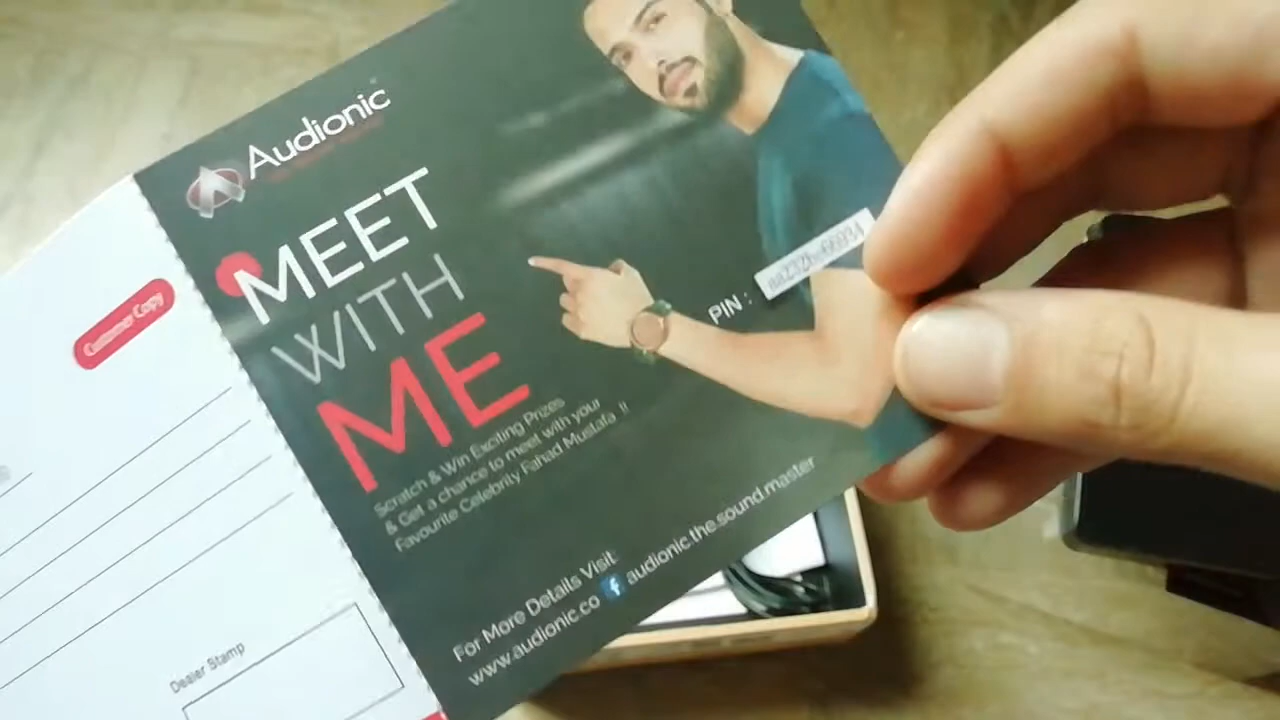 Audionic
MEET
WITH
ME
Scratch & Win Exciting Prizes
& Get a chance to meet with your
Favourite Celebrity Fahad Mustafa !!
PIN :
For More Details Visit:
www.audionic.co f audionic.the.sound.master
Customer Copy
Dealer Stamp